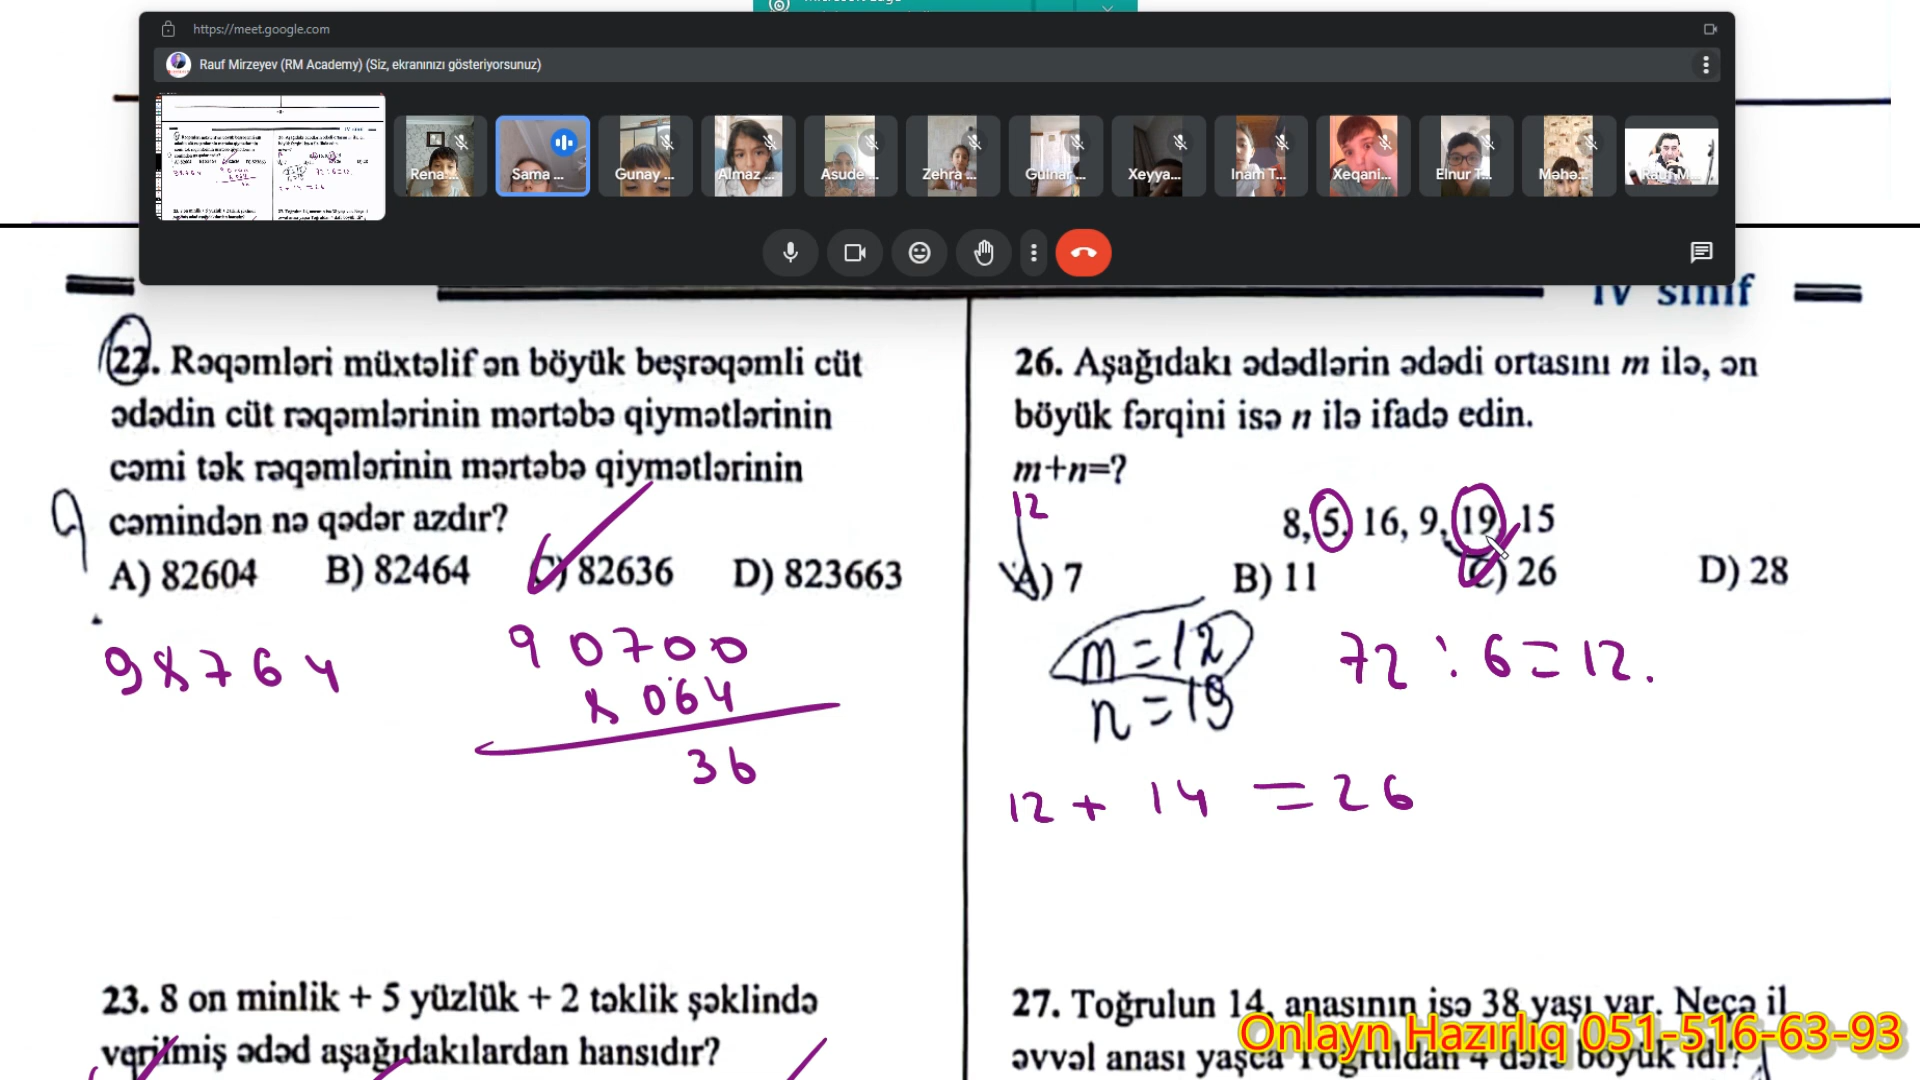 https://meet.google.com
Rauf Mirzeyev (RM Academy) (Siz, ekranınızı gösteriyorsunuz)
Rena...
Sama ...
Gunay ...
Almaz ...
Asude ...
Zehra ...
Gulnar ...
Xeyya...
Inam T...
Xeqani...
Elnur T...
Məhə...
Rauf M...
IV sinif
22. Rəqəmləri müxtəlif ən böyük beşrəqəmli cüt
ədədin cüt rəqəmlərinin mərtəbə qiymətlərinin
cəmi tək rəqəmlərinin mərtəbə qiymətlərinin
cəmindən nə qədər azdır?
A) 82604 B) 82464 C) 82636 D) 823663
98764
90700
8064
36
26. Aşağıdakı ədədlərin ədədi ortasını m ilə, ən
böyük fərqini isə n ilə ifadə edin.
m+n=?
12
8, 5, 16, 9, 19, 15
A) 7 B) 11 C) 26 D) 28
m=12
n=19
72:6=12.
12+14=26
23. 8 on minlik + 5 yüzlük + 2 təklik şəklində
verilmiş ədəd aşağıdakılardan hansıdır?
27. Toğrulun 14, anasının isə 38 yaşı var. Neçə il
əvvəl anası yaşca Toğruldan 4 dəfə böyük idi?
Onlayn Hazırlıq 051-516-63-93